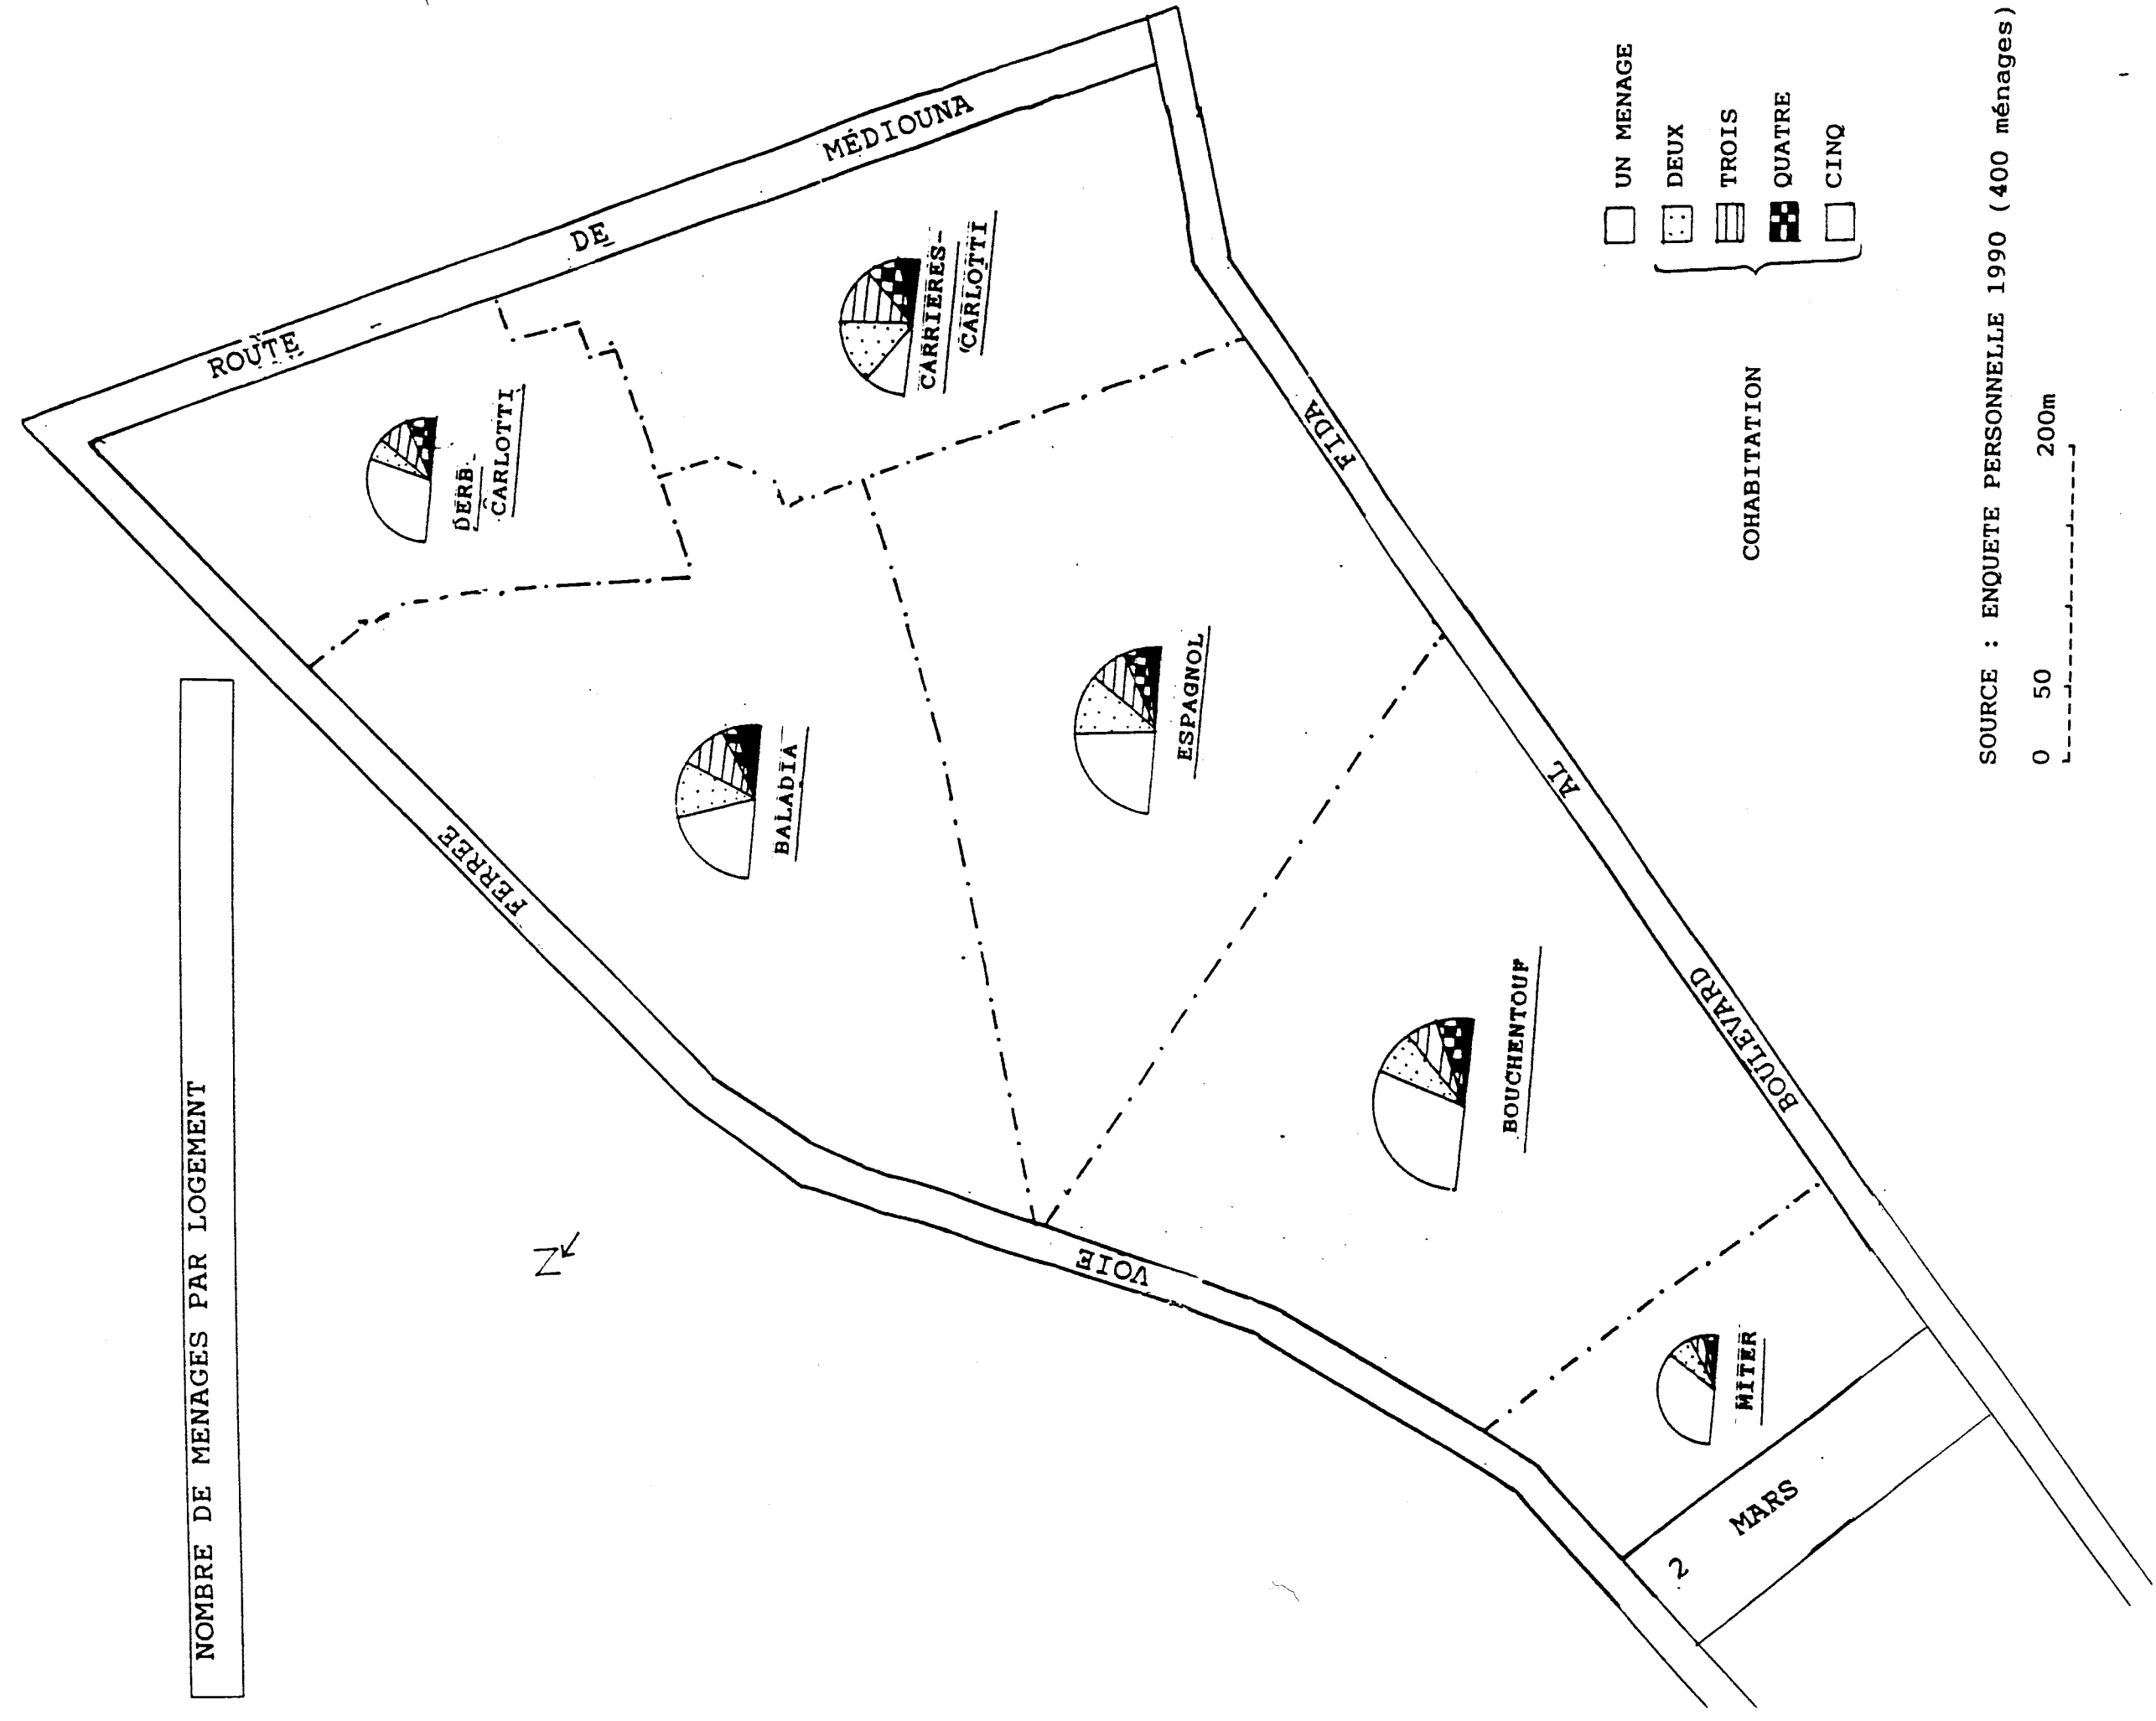 NOMBRE DE MENAGES PAR LOGEMENT
N
ROUTE DE MÉDIOUNA
VOIE FERREE
BOULEVARD AL FIDA
2 MARS
DERB-
CARLOTTI
CARRIERES-
CARLOTTI
BALADIA
ESPAGNOL
BOUCHENTOUF
MITER
UN MENAGE
DEUX
TROIS
QUATRE
CINQ
COHABITATION
SOURCE : ENQUETE PERSONNELLE 1990 (400 ménages)
0 50 200m